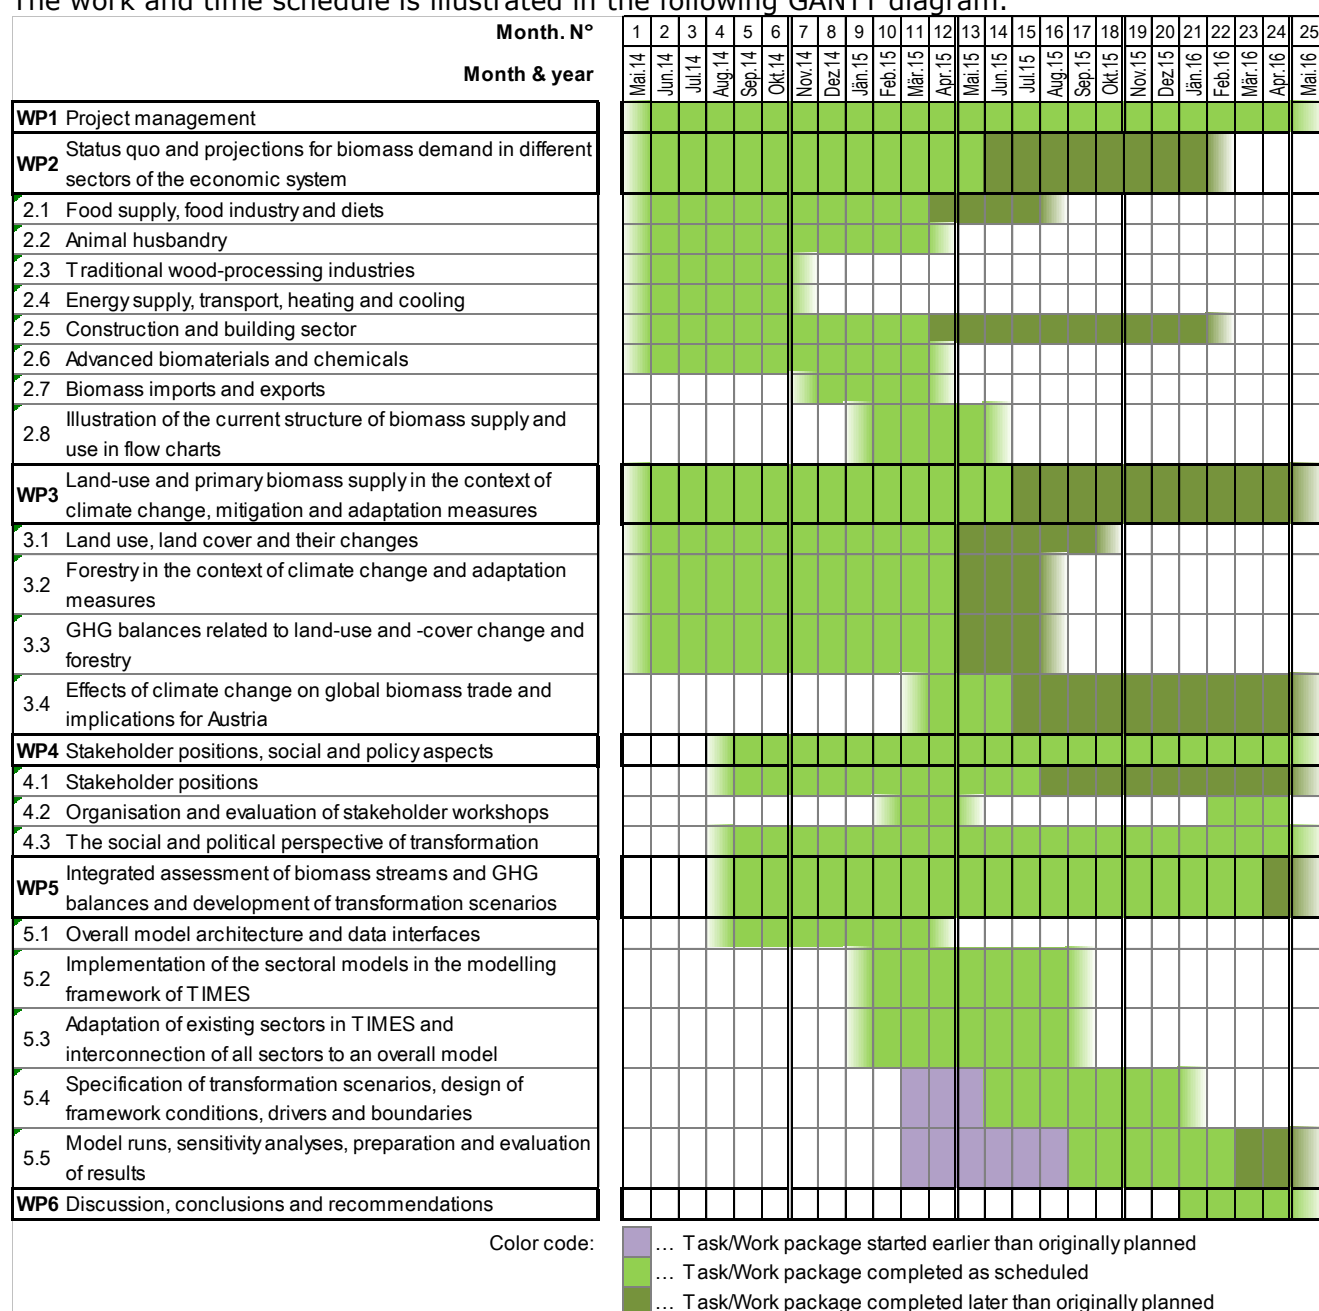 The work and time schedule is illustrated in the following GANTT diagram:
Month. N° 1 2 3 4 5 6 7 8 9 10 11 12 13 14 15 16 17 18 19 20 21 22 23 24 25
Month & year Mai.14 Jun.14 Jul.14 Aug.14 Sep.14 Okt.14 Nov.14 Dez.14 Jän.15 Feb.15 Mär.15 Apr.15 Mai.15 Jun.15 Jul.15 Aug.15 Sep.15 Okt.15 Nov.15 Dez.15 Jän.16 Feb.16 Mär.16 Apr.16 Mai.16
WP1 Project management
WP2 Status quo and projections for biomass demand in different
sectors of the economic system
2.1 Food supply, food industry and diets
2.2 Animal husbandry
2.3 Traditional wood-processing industries
2.4 Energy supply, transport, heating and cooling
2.5 Construction and building sector
2.6 Advanced biomaterials and chemicals
2.7 Biomass imports and exports
2.8 Illustration of the current structure of biomass supply and
use in flow charts
WP3 Land-use and primary biomass supply in the context of
climate change, mitigation and adaptation measures
3.1 Land use, land cover and their changes
3.2 Forestry in the context of climate change and adaptation
measures
3.3 GHG balances related to land-use and -cover change and
forestry
3.4 Effects of climate change on global biomass trade and
implications for Austria
WP4 Stakeholder positions, social and policy aspects
4.1 Stakeholder positions
4.2 Organisation and evaluation of stakeholder workshops
4.3 The social and political perspective of transformation
WP5 Integrated assessment of biomass streams and GHG
balances and development of transformation scenarios
5.1 Overall model architecture and data interfaces
5.2 Implementation of the sectoral models in the modelling
framework of TIMES
5.3 Adaptation of existing sectors in TIMES and
interconnection of all sectors to an overall model
5.4 Specification of transformation scenarios, design of
framework conditions, drivers and boundaries
5.5 Model runs, sensitivity analyses, preparation and evaluation
of results
WP6 Discussion, conclusions and recommendations
Color code: … Task/Work package started earlier than originally planned
… Task/Work package completed as scheduled
… Task/Work package completed later than originally planned